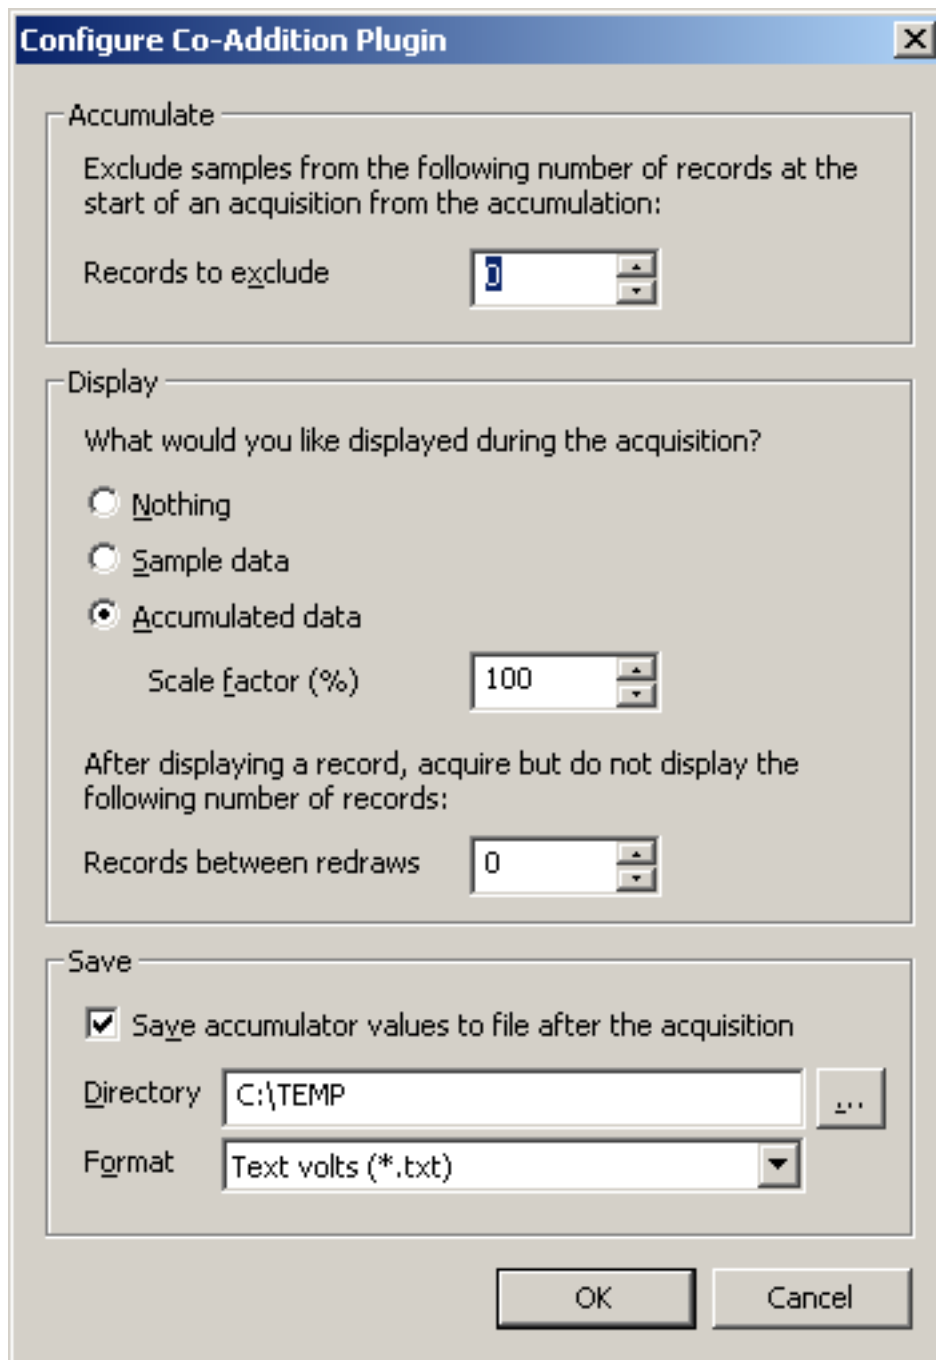 Configure Co-Addition Plugin
Accumulate
Exclude samples from the following number of records at the
start of an acquisition from the accumulation:
Records to exclude
0
Display
What would you like displayed during the acquisition?
Nothing
Sample data
Accumulated data
Scale factor (%)
100
After displaying a record, acquire but do not display the
following number of records:
Records between redraws
0
Save
Save accumulator values to file after the acquisition
Directory
C:\TEMP
...
Format
Text volts (*.txt)
OK
Cancel